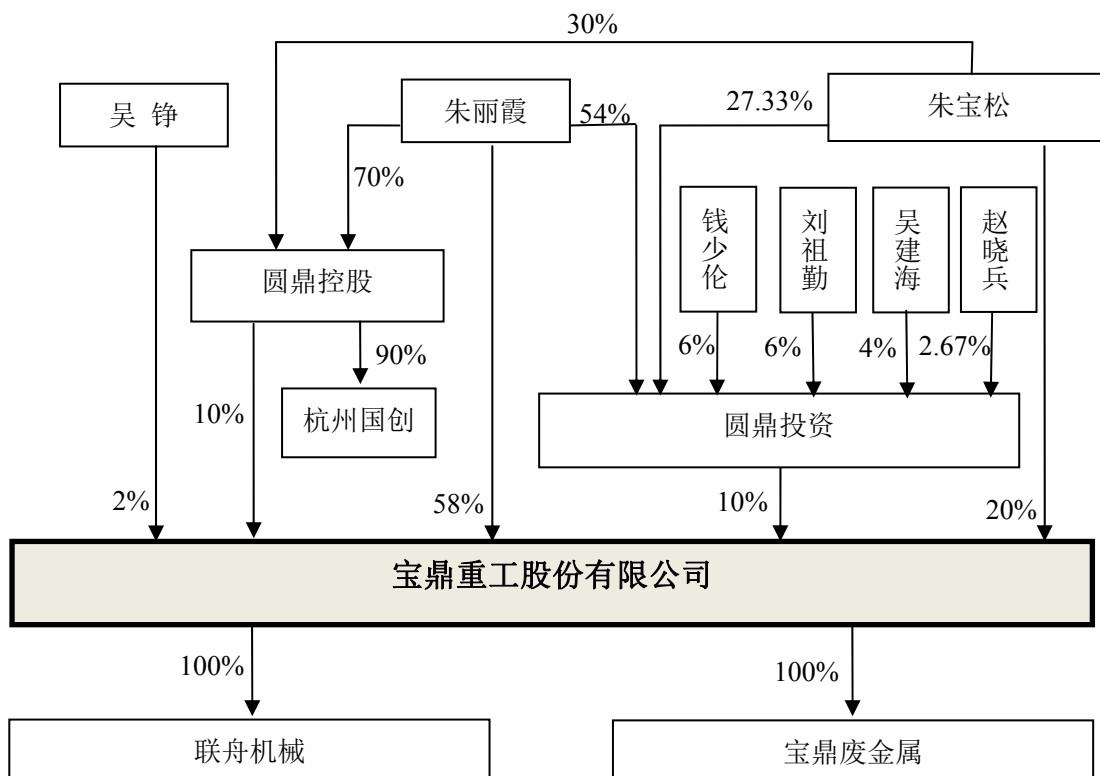 30%
吴 铮
朱丽霞
54%
27.33%
朱宝松
70%
钱少伦
刘祖勤
吴建海
赵晓兵
圆鼎控股
90%
6%
6%
4%
2.67%
10%
杭州国创
圆鼎投资
2%
58%
10%
20%
宝鼎重工股份有限公司
100%
100%
联舟机械
宝鼎废金属